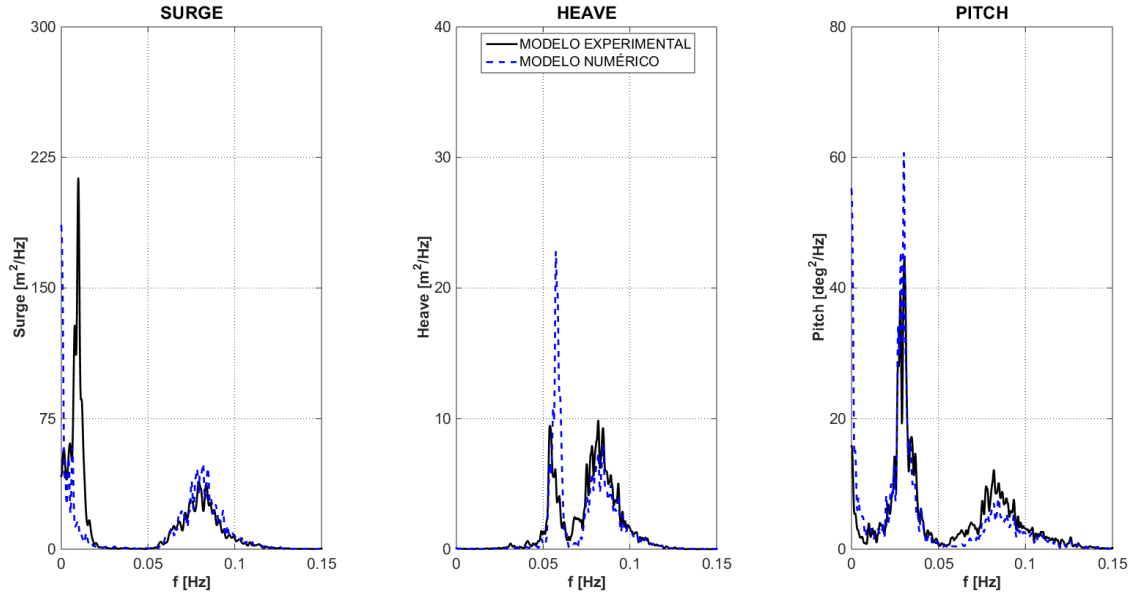 SURGE
300
225
150
75
0
Surge [m²/Hz]
0 0.05 0.1 0.15
f [Hz]
HEAVE
MODELO EXPERIMENTAL
MODELO NUMÉRICO
40
30
20
10
0
Heave [m²/Hz]
0 0.05 0.1 0.15
f [Hz]
PITCH
80
60
40
20
0
Pitch [deg²/Hz]
0 0.05 0.1 0.15
f [Hz]